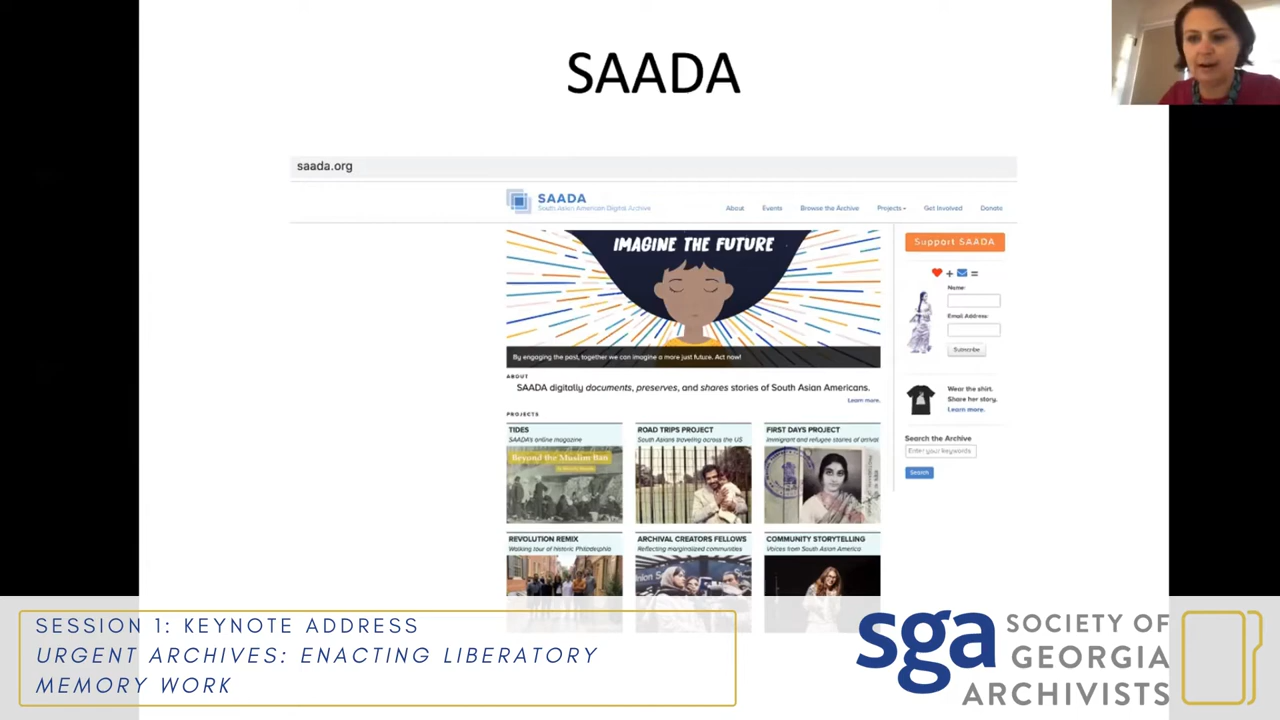 SAADA
saada.org
SAADA
South Asian American Digital Archive
About Events Browse the Archive Projects Get Involved Donate
IMAGINE THE FUTURE
By engaging the past, together we can imagine a more just future. Act now!
ABOUT
SAADA digitally documents, preserves, and shares stories of South Asian Americans.
Learn more.
PROJECTS
TIDES
SAADA's online magazine
Beyond the Muslim Ban
ROAD TRIPS PROJECT
South Asians traveling across the US
FIRST DAYS PROJECT
Immigrant and refugee stories of arrival
REVOLUTION REMIX
Walking tour of historic Philadelphia
ARCHIVAL CREATORS FELLOWS
Reflecting marginalized communities
COMMUNITY STORYTELLING
Voices from South Asian America
Support SAADA
+ =
Name:
Email Address:
Subscribe
Wear the shirt.
Share her story.
Learn more.
Search the Archive
Enter your keywords
Search
SESSION 1: KEYNOTE ADDRESS
URGENT ARCHIVES: ENACTING LIBERATORY
MEMORY WORK
sga
SOCIETY OF
GEORGIA
ARCHIVISTS